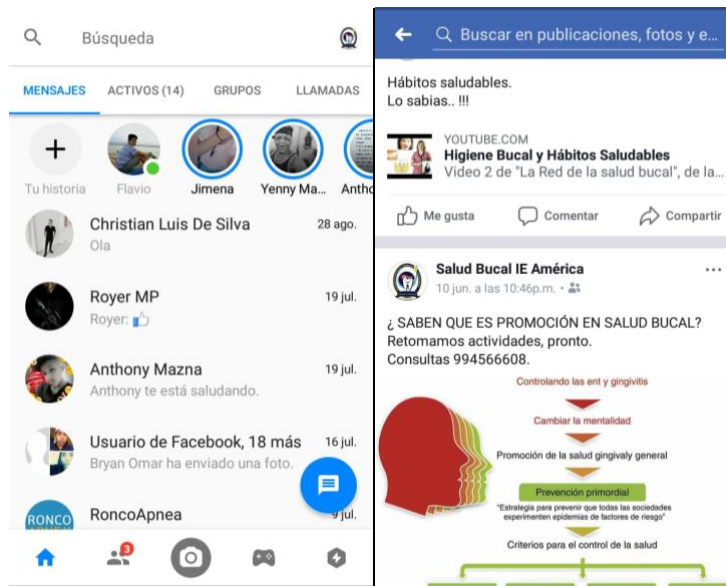 Búsqueda
MENSAJES ACTIVOS (14) GRUPOS LLAMADAS
Tu historia Flavio Jimena Yenny Ma... Antho
Christian Luis De Silva 28 ago.
Ola
Royer MP 19 jul.
Royer:
Anthony Mazna 19 jul.
Anthony te está saludando.
Usuario de Facebook, 18 más 16 jul.
Bryan Omar ha enviado una foto.
RONCO
RoncoApnea 9 jul.
3
Buscar en publicaciones, fotos y e...
Hábitos saludables.
Lo sabias.. !!!
YOUTUBE.COM
Higiene Bucal y Hábitos Saludables
Video 2 de "La Red de la salud bucal", de la...
Me gusta Comentar Compartir
Salud Bucal IE América
10 jun. a las 10:46p.m. •
¿ SABEN QUE ES PROMOCIÓN EN SALUD BUCAL?
Retomamos actividades, pronto.
Consultas 994566608.
Controlando las ent y gingivitis
Cambiar la mentalidad
Promoción de la salud gingivaly general
Prevención primordial
"Estrategia para prevenir que todas las sociedades
experimenten epidemias de factores de riesgo"
Criterios para el control de la salud